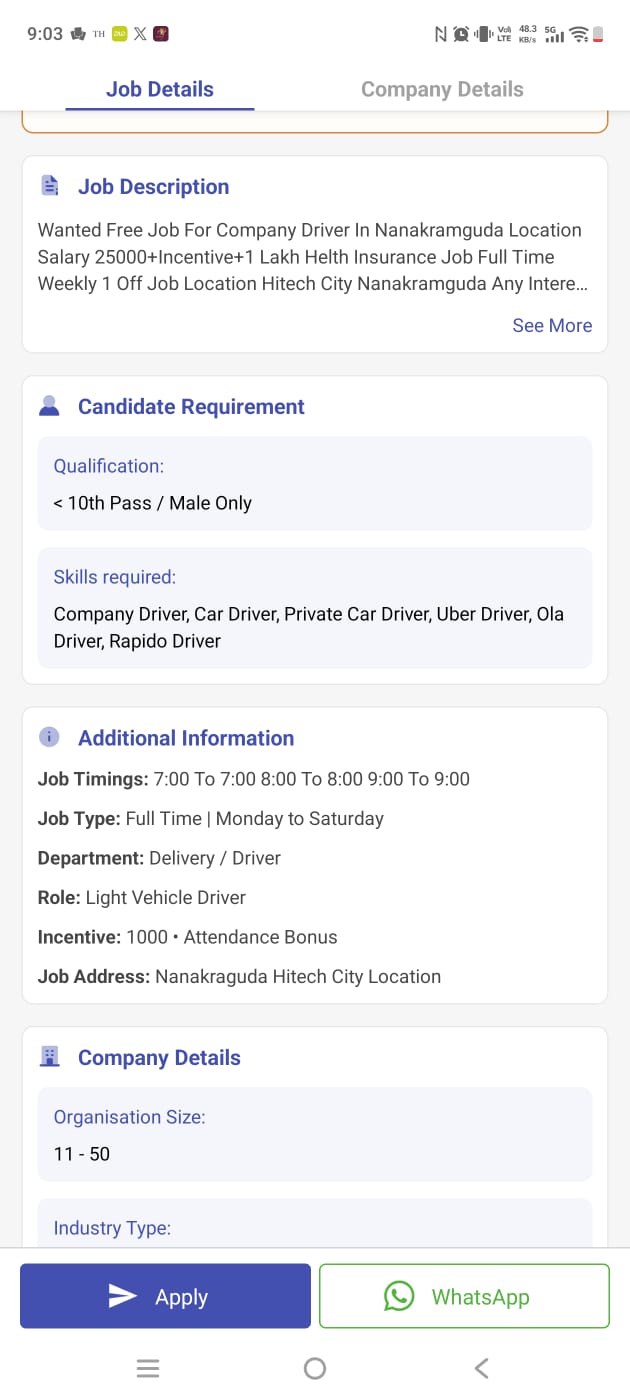 9:03 TH VoD LTE 48.3 KB/s 5G
Job Details
Company Details
Job Description
Wanted Free Job For Company Driver In Nanakramguda Location
Salary 25000+Incentive+1 Lakh Helth Insurance Job Full Time
Weekly 1 Off Job Location Hitech City Nanakramguda Any Intere...
See More
Candidate Requirement
Qualification:
< 10th Pass / Male Only
Skills required:
Company Driver, Car Driver, Private Car Driver, Uber Driver, Ola
Driver, Rapido Driver
Additional Information
Job Timings: 7:00 To 7:00 8:00 To 8:00 9:00 To 9:00
Job Type: Full Time | Monday to Saturday
Department: Delivery / Driver
Role: Light Vehicle Driver
Incentive: 1000 • Attendance Bonus
Job Address: Nanakraguda Hitech City Location
Company Details
Organisation Size:
11 - 50
Industry Type:
Apply
WhatsApp